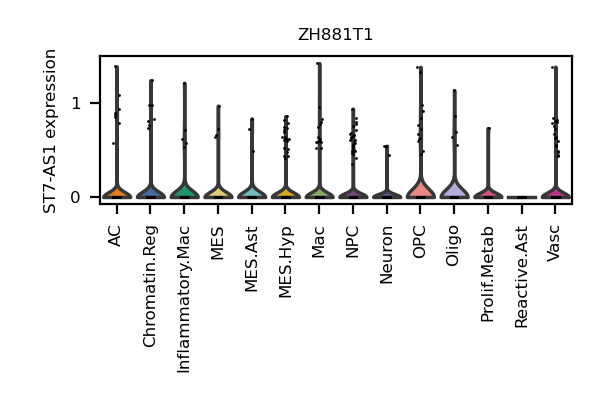 ZH881T1
ST7-AS1 expression
1
0
AC
Chromatin.Reg
Inflammatory.Mac
MES
MES.Ast
MES.Hyp
Mac
NPC
Neuron
OPC
Oligo
Prolif.Metab
Reactive.Ast
Vasc